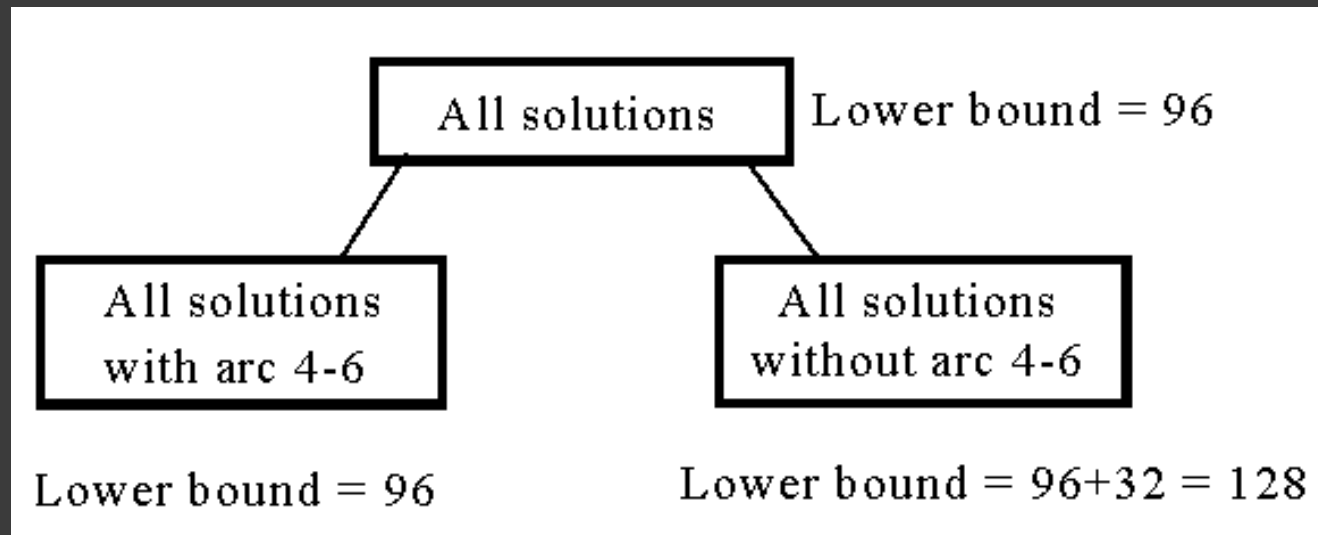 All solutions
Lower bound = 96
All solutions
with arc 4-6
All solutions
without arc 4-6
Lower bound = 96
Lower bound = 96+32 = 128